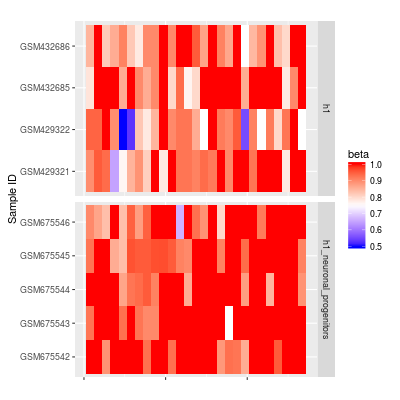 Sample ID
GSM432686
GSM432685
GSM429322
GSM429321
h1
GSM675546
GSM675545
GSM675544
GSM675543
GSM675542
h1_neuronal_progenitors
beta
1.0
0.9
0.8
0.7
0.6
0.5